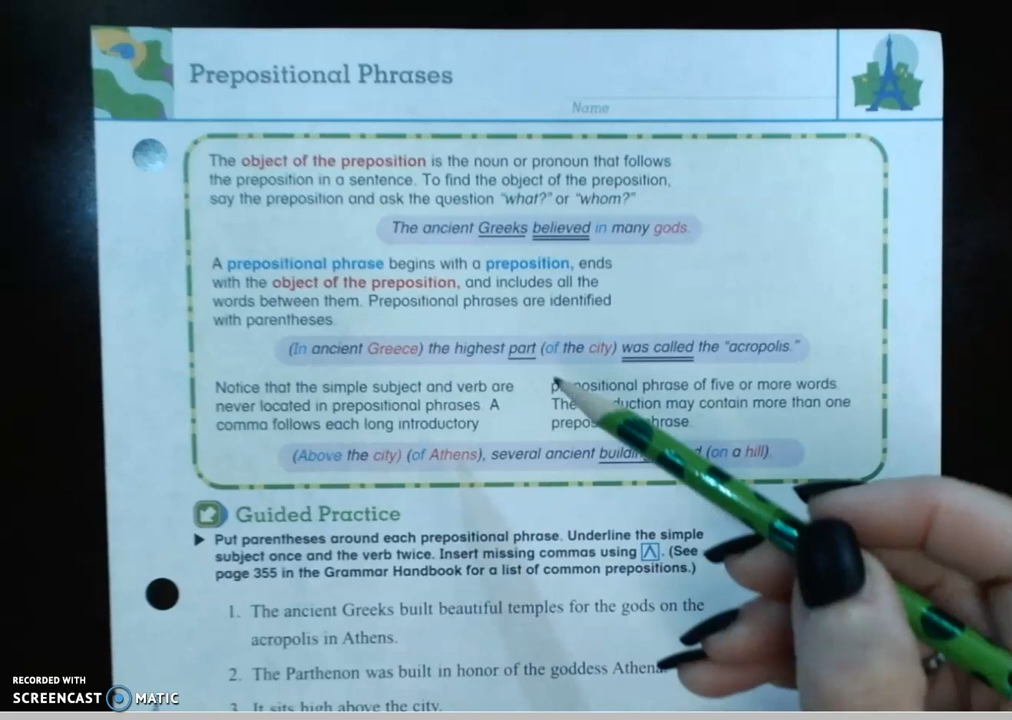 Prepositional Phrases
Name
The object of the preposition is the noun or pronoun that follows
the preposition in a sentence. To find the object of the preposition,
say the preposition and ask the question "what?" or "whom?"
The ancient Greeks believed in many gods.
A prepositional phrase begins with a preposition, ends
with the object of the preposition, and includes all the
words between them. Prepositional phrases are identified
with parentheses.
(In ancient Greece) the highest part (of the city) was called the "acropolis."
Notice that the simple subject and verb are
never located in prepositional phrases. A
comma follows each long introductory
prepositional phrase of five or more words.
The duction may contain more than one
prepos hrase.
(Above the city) (of Athens), several ancient buildin (on a hill).
Guided Practice
Put parentheses around each prepositional phrase. Underline the simple
subject once and the verb twice. Insert missing commas using ⋀. (See
page 355 in the Grammar Handbook for a list of common prepositions.)
1. The ancient Greeks built beautiful temples for the gods on the
acropolis in Athens.
2. The Parthenon was built in honor of the goddess Athena.
3. It sits high above the city.
RECORDED WITH
SCREENCAST MATIC